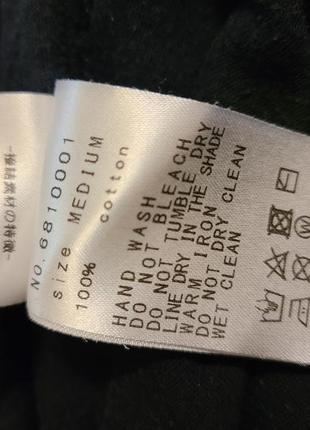 No.6810001
size MEDIUM
100% cotton
HAND WASH
DO NOT BLEACH
DO NOT TUMBLE DRY
LINE DRY IN THE SHADE
WARM IRON
DO NOT DRY CLEAN
WET CLEAN
W